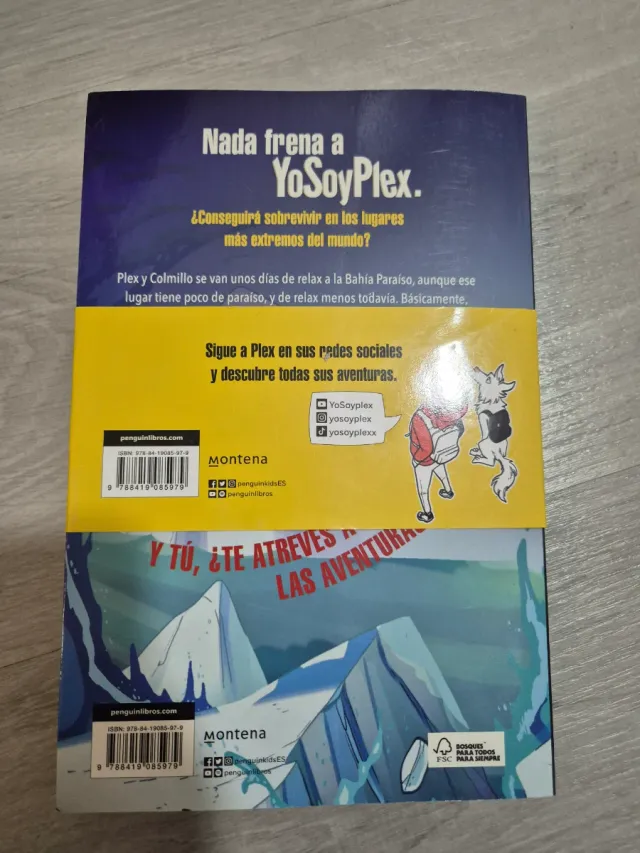 Nada frena a
YoSoyPlex.
¿Conseguirá sobrevivir en los lugares
más extremos del mundo?
Plex y Colmillo se van unos días de relax a la Bahía Paraíso, aunque ese
lugar tiene poco de paraíso, y de relax menos todavía. Básicamente,
Sigue a Plex en sus redes sociales
y descubre todas sus aventuras.
YoSoyplex
yosoyplex
yosoyplexx
penguinlibros.com
ISBN: 978-84-19085-97-9
9 788419 085979
Montena
penguinkidsES
penguinlibros
Y TÚ, ¿TE ATREVES A
LAS AVENTURAS
penguinlibros.com
ISBN: 978-84-19085-97-9
9 788419 085979
Montena
penguinkidsES
penguinlibros
FSC
BOSQUES
PARA TODOS
PARA SIEMPRE